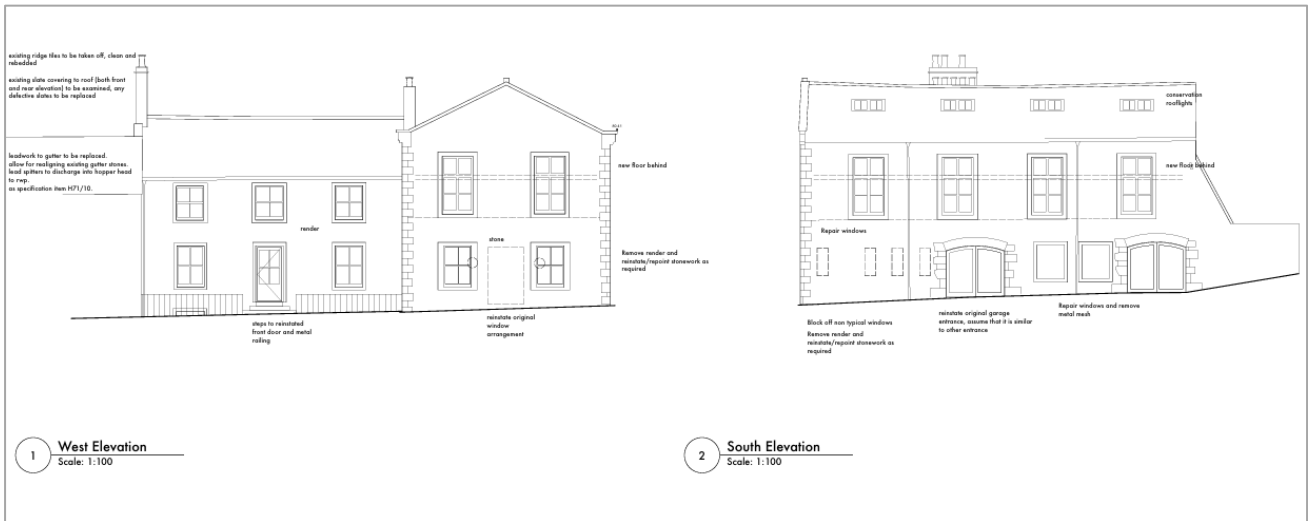 existing ridge tiles to be taken off, clean and
rebedded
existing slate covering to roof (both front
and rear elevation) to be examined, any
defective slates to be replaced
leadwork to gutter to be replaced.
allow for realigning existing gutter stones.
lead spitters to discharge into hopper head
to rwp.
as specification item H71/10.
render
steps to reinstated
front door and metal
railing
stone
reinstate original
window
arrangement
new floor behind
Remove render and
reinstate/repoint stonework as
required
1
West Elevation
Scale: 1:100
conservation
rooflights
new floor behind
Repair windows
Block off non typical windows
Remove render and
reinstate/repoint stonework as
required
reinstate original garage
entrance, assume that it is similar
to other entrance
Repair windows and remove
metal mesh
2
South Elevation
Scale: 1:100